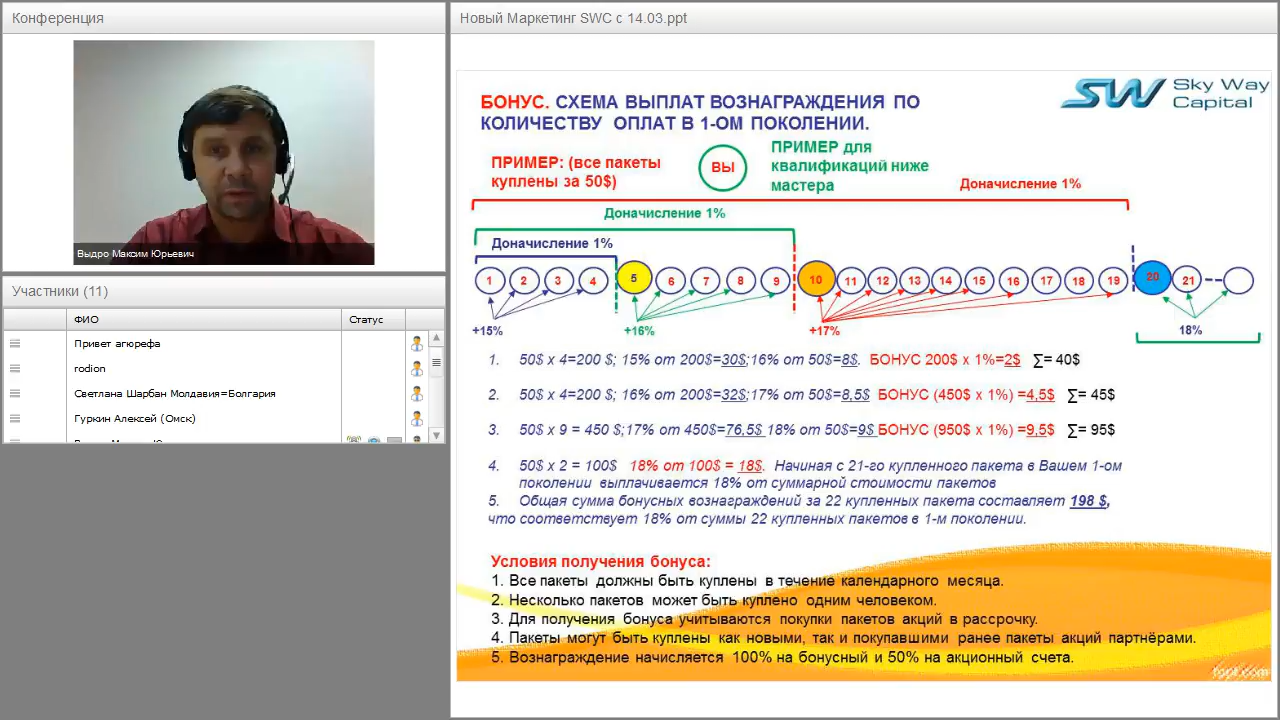 Конференция
Выдро Максим Юрьевич
Участники (11)
ФИО
Статус
Привет агюрефа
rodion
Светлана Шарбан Молдавия=Болгария
Гуркин Алексей (Омск)
Новый Маркетинг SWC с 14.03.ppt
SW Sky Way
Capital
БОНУС. СХЕМА ВЫПЛАТ ВОЗНАГРАЖДЕНИЯ ПО
КОЛИЧЕСТВУ ОПЛАТ В 1-ОМ ПОКОЛЕНИИ.
ПРИМЕР: (все пакеты
куплены за 50$)
ВЫ
ПРИМЕР для
квалификаций ниже
мастера
Доначисление 1%
Доначисление 1%
Доначисление 1%
1 2 3 4 5 6 7 8 9 10 11 12 13 14 15 16 17 18 19 20 21
+15% +16% +17% 18%
1. 50$ х 4=200 $; 15% от 200$=30$;16% от 50$=8$. БОНУС 200$ х 1%=2$ ∑= 40$
2. 50$ х 4=200 $; 16% от 200$=32$;17% от 50$=8,5$ БОНУС (450$ х 1%) =4,5$ ∑= 45$
3. 50$ х 9 = 450 $;17% от 450$=76,5$ 18% от 50$=9$ БОНУС (950$ х 1%) =9,5$ ∑= 95$
4. 50$ х 2 = 100$ 18% от 100$ = 18$. Начиная с 21-го купленного пакета в Вашем 1-ом
поколении выплачивается 18% от суммарной стоимости пакетов
5. Общая сумма бонусных вознаграждений за 22 купленных пакета составляет 198 $,
что соответствует 18% от суммы 22 купленных пакетов в 1-м поколении.
Условия получения бонуса:
1. Все пакеты должны быть куплены в течение календарного месяца.
2. Несколько пакетов может быть куплено одним человеком.
3. Для получения бонуса учитываются покупки пакетов акций в рассрочку.
4. Пакеты могут быть куплены как новыми, так и покупавшими ранее пакеты акций партнёрами.
5. Вознаграждение начисляется 100% на бонусный и 50% на акционный счета.
fppt.com